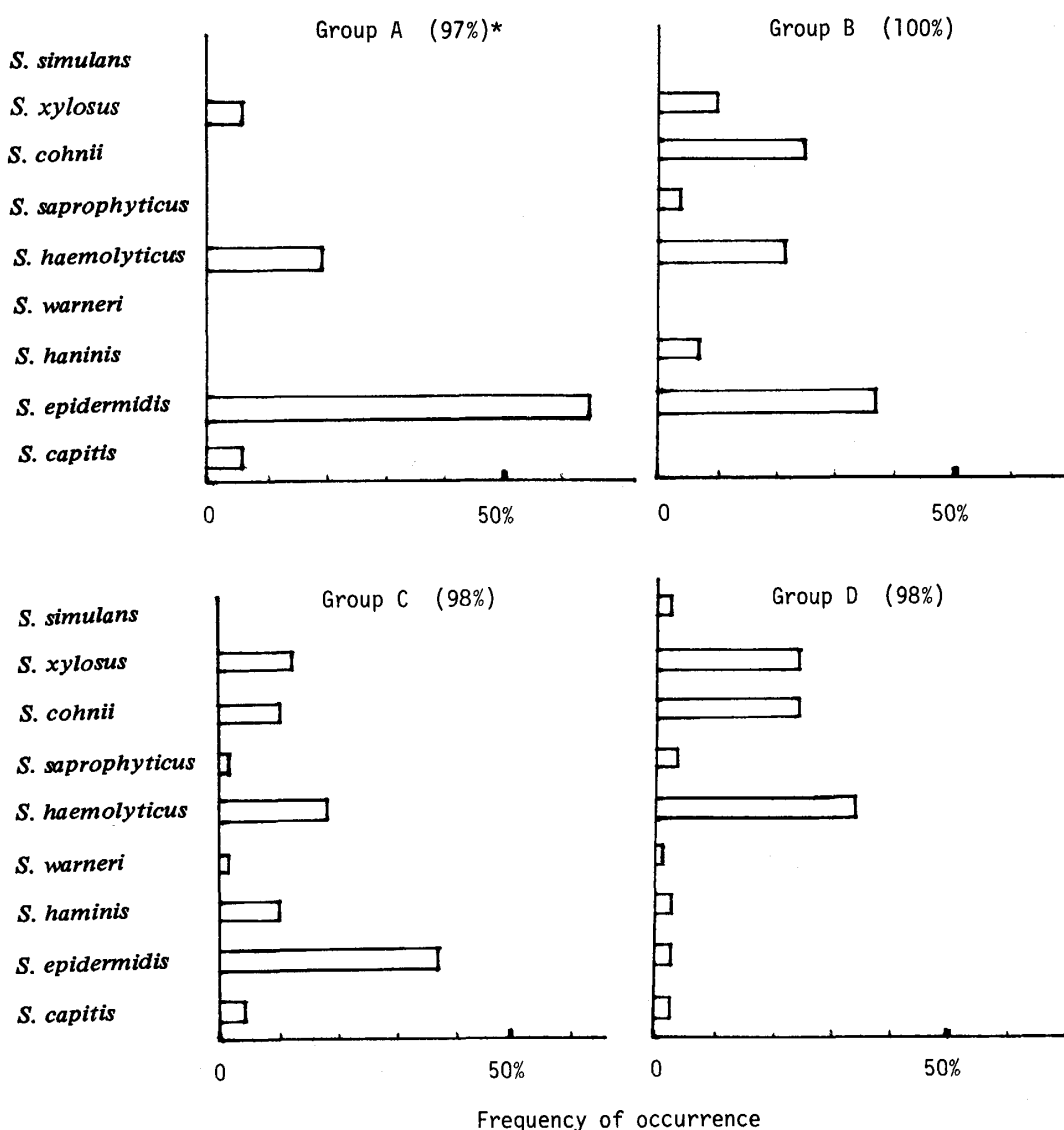 Group A (97%)*
Group B (100%)
S. simulans
S. xylosus
S. cohnii
S. saprophyticus
S. haemolyticus
S. warneri
S. haninis
S. epidermidis
S. capitis
0 50%
0 50%
Group C (98%)
Group D (98%)
S. simulans
S. xylosus
S. cohnii
S. saprophyticus
S. haemolyticus
S. warneri
S. haminis
S. epidermidis
S. capitis
0 50%
0 50%
Frequency of occurrence